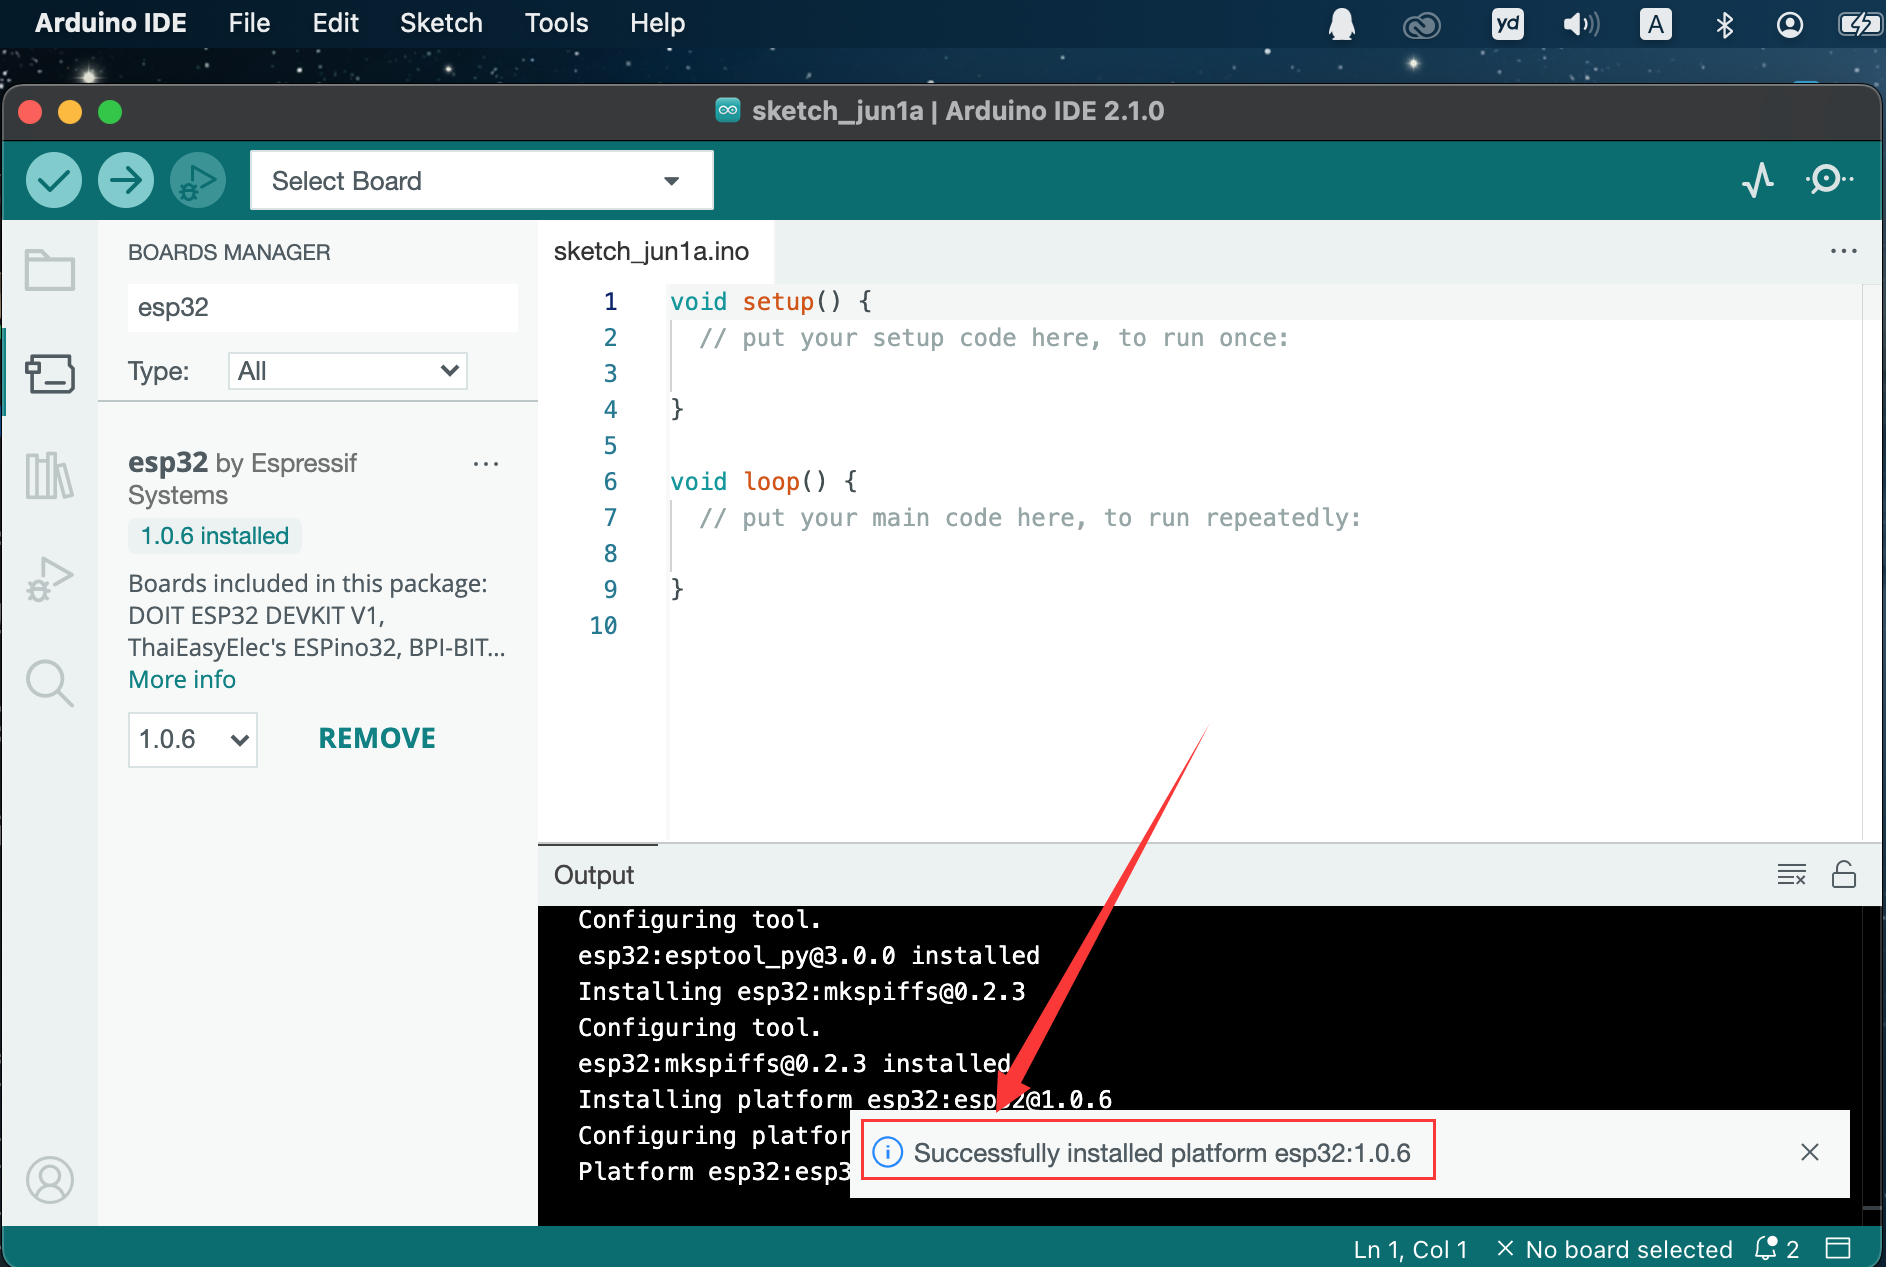 Arduino IDE File Edit Sketch Tools Help
yd
A
sketch_jun1a | Arduino IDE 2.1.0
Select Board
BOARDS MANAGER
esp32
Type: All
esp32 by Espressif
Systems
1.0.6 installed
Boards included in this package:
DOIT ESP32 DEVKIT V1,
ThaiEasyElec's ESPino32, BPI-BIT...
More info
1.0.6 REMOVE
sketch_jun1a.ino
1 void setup() {
2 // put your setup code here, to run once:
3
4 }
5
6 void loop() {
7 // put your main code here, to run repeatedly:
8
9 }
10
Output
Configuring tool.
esp32:esptool_py@3.0.0 installed
Installing esp32:mkspiffs@0.2.3
Configuring tool.
esp32:mkspiffs@0.2.3 installed
Installing platform esp32:esp32@1.0.6
Configuring platfor
Platform esp32:esp3
Successfully installed platform esp32:1.0.6
Ln 1, Col 1 No board selected 2